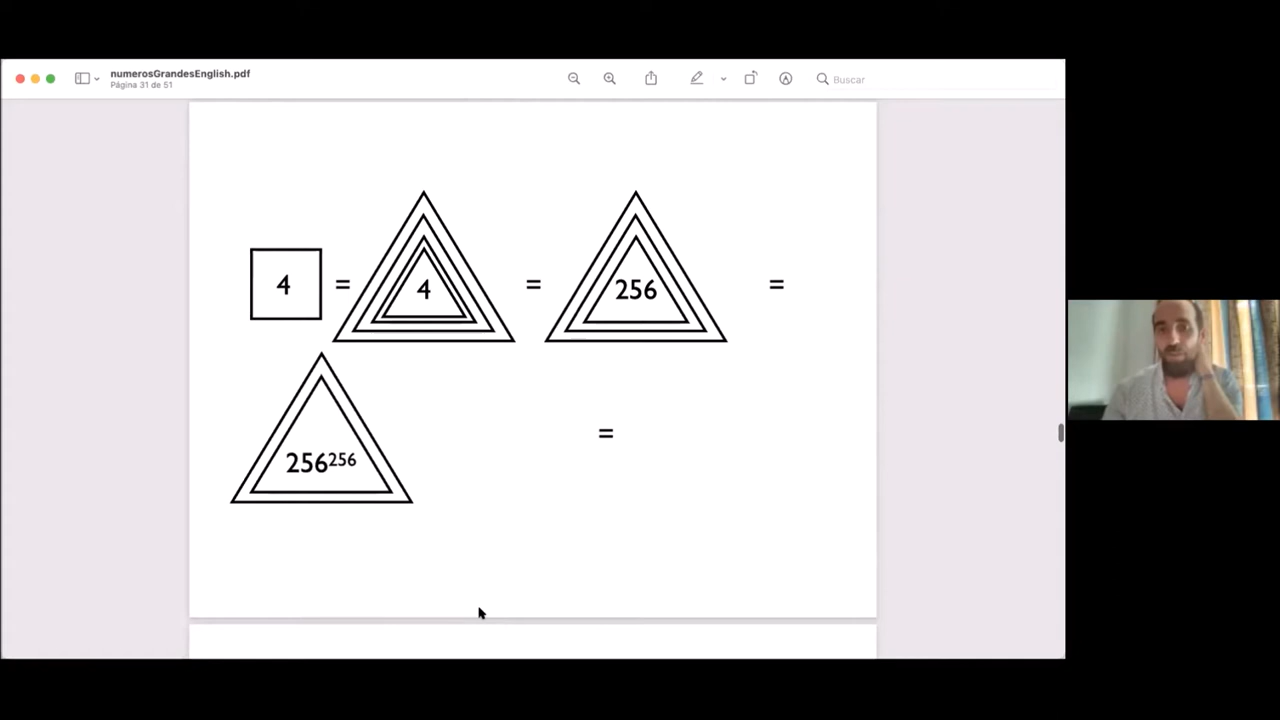 numerosGrandesEnglish.pdf
Página 31 de 51
Buscar
4 = 4 = 256 =
256²⁵⁶ =